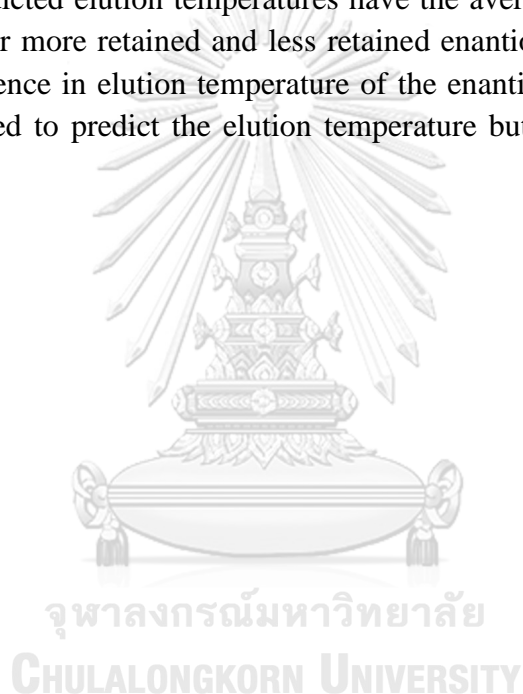 dicted elution temperatures have the aver
r more retained and less retained enantio
ence in elution temperature of the enanti
ed to predict the elution temperature but
จุฬาลงกรณ์มหาวิทยาลัย
CHULALONGKORN UNIVERSITY